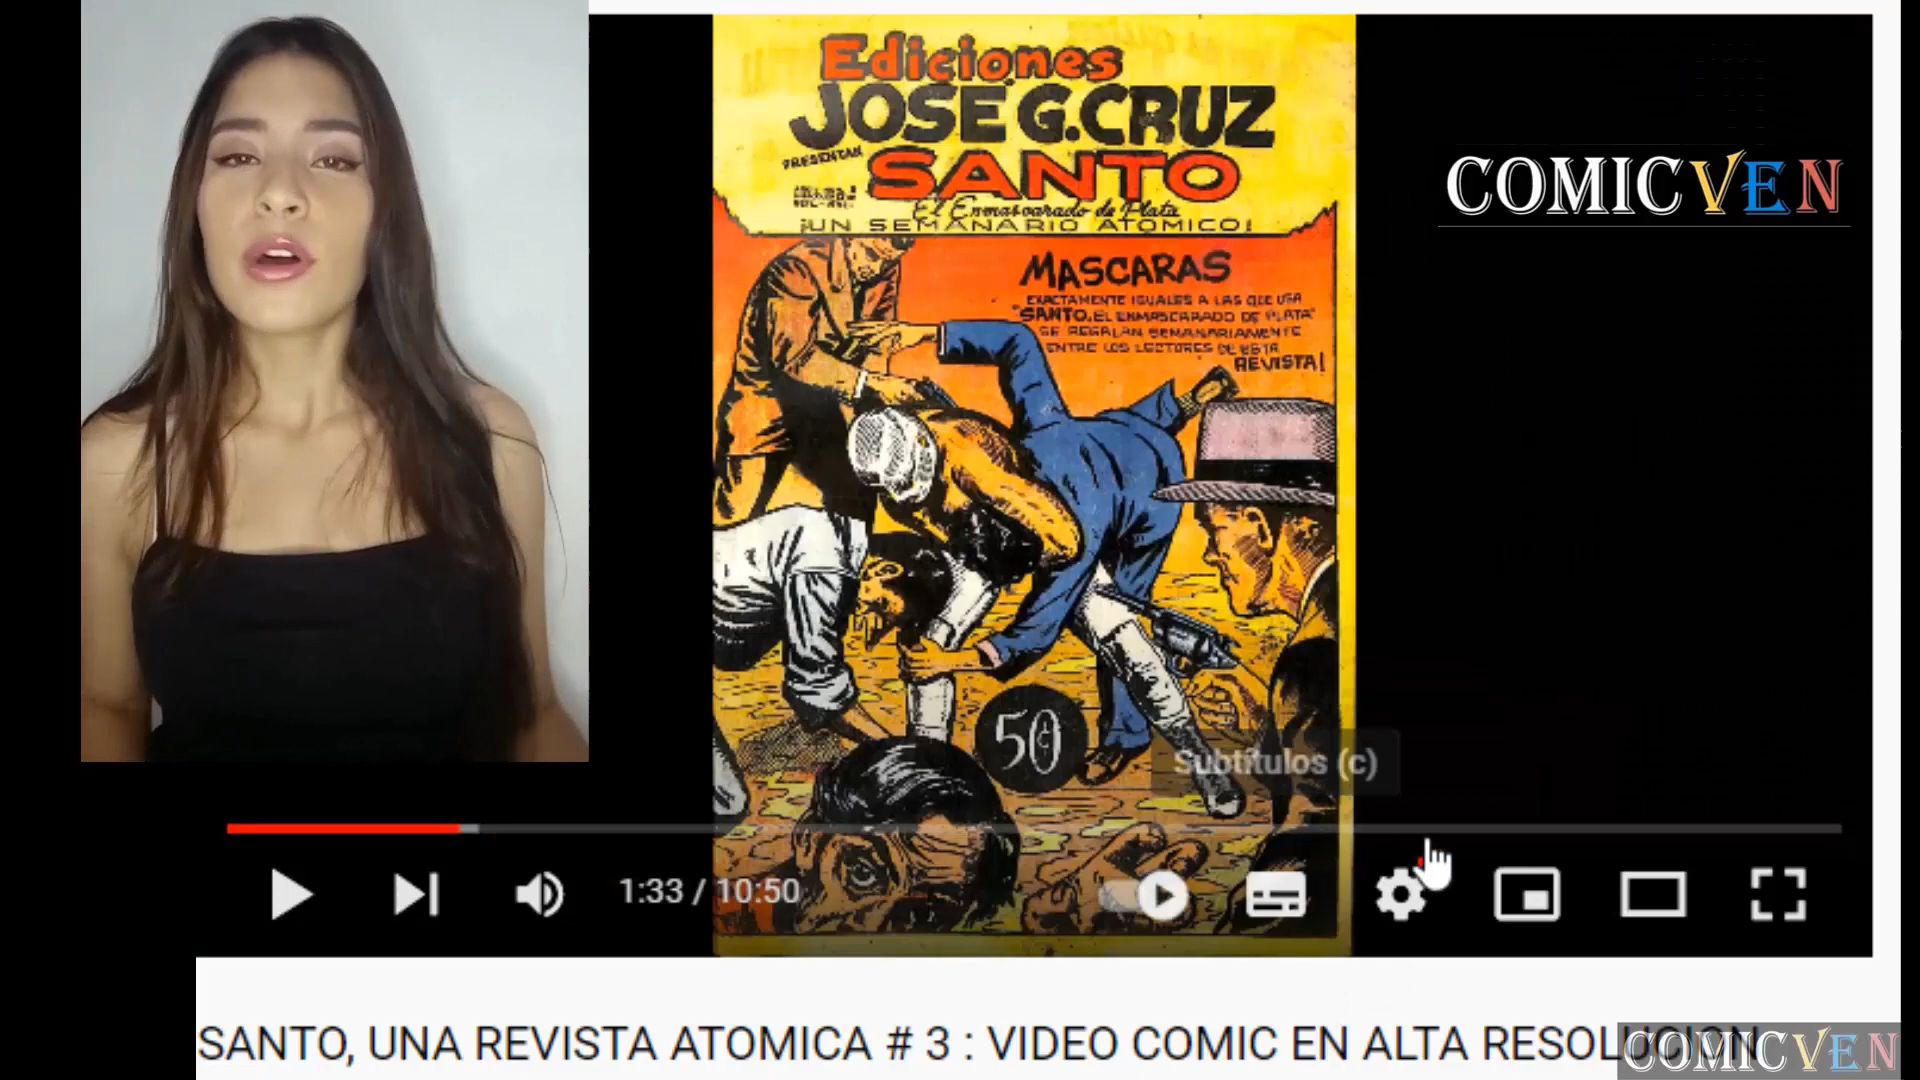 Ediciones
JOSE G. CRUZ
PRESENTAN
SANTO
El Enmascarado de Plata
¡UN SEMANARIO ATOMICO!
COMICVEN
MASCARAS
EXACTAMENTE IGUALES A LAS QUE USA
"SANTO, EL ENMASCARADO DE PLATA"
SE REGALAN SEMANARIAMENTE
ENTRE LOS LECTORES DE ESTA
REVISTA!
50¢
Subtítulos (c)
1:33 / 10:50
SANTO, UNA REVISTA ATOMICA # 3 : VIDEO COMIC EN ALTA RESOLUCION
COMICVEN